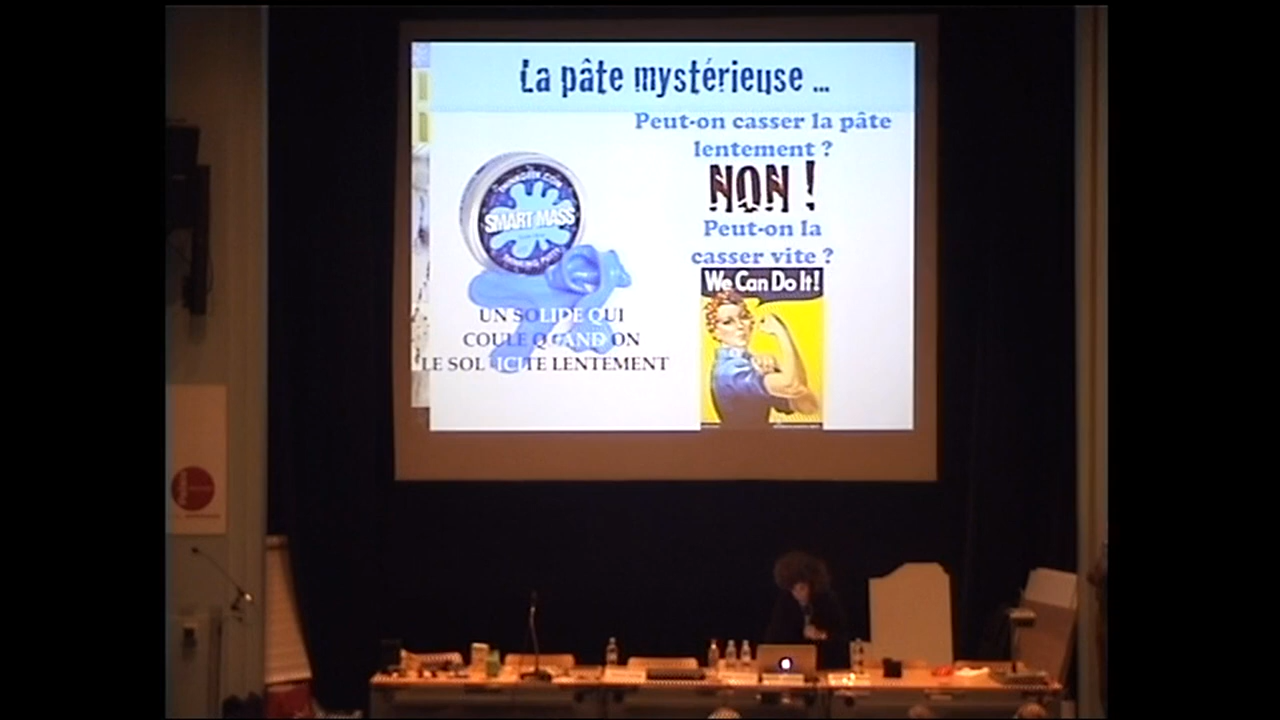 La pâte mystérieuse ...
Peut-on casser la pâte
lentement ?
NON !
Peut-on la
casser vite ?
We Can Do It!
SMART MASS
UN SOLIDE QUI
COULE QUAND ON
LE SOLLICITE LENTEMENT